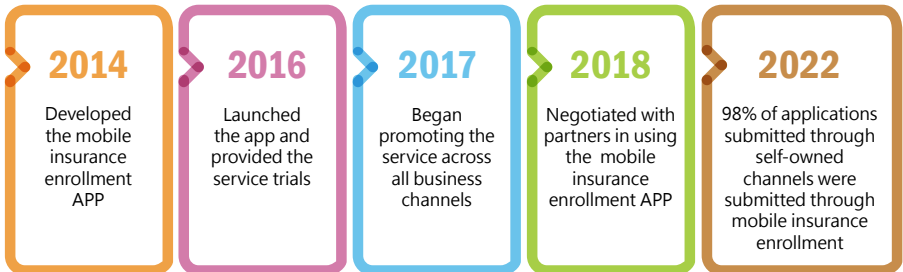 2014
Developed
the mobile
insurance
enrollment
APP
2016
Launched
the app and
provided the
service trials
2017
Began
promoting the
service across
all business
channels
2018
Negotiated with
partners in using
the mobile
insurance
enrollment APP
2022
98% of applications
submitted through
self-owned
channels were
submitted through
mobile insurance
enrollment